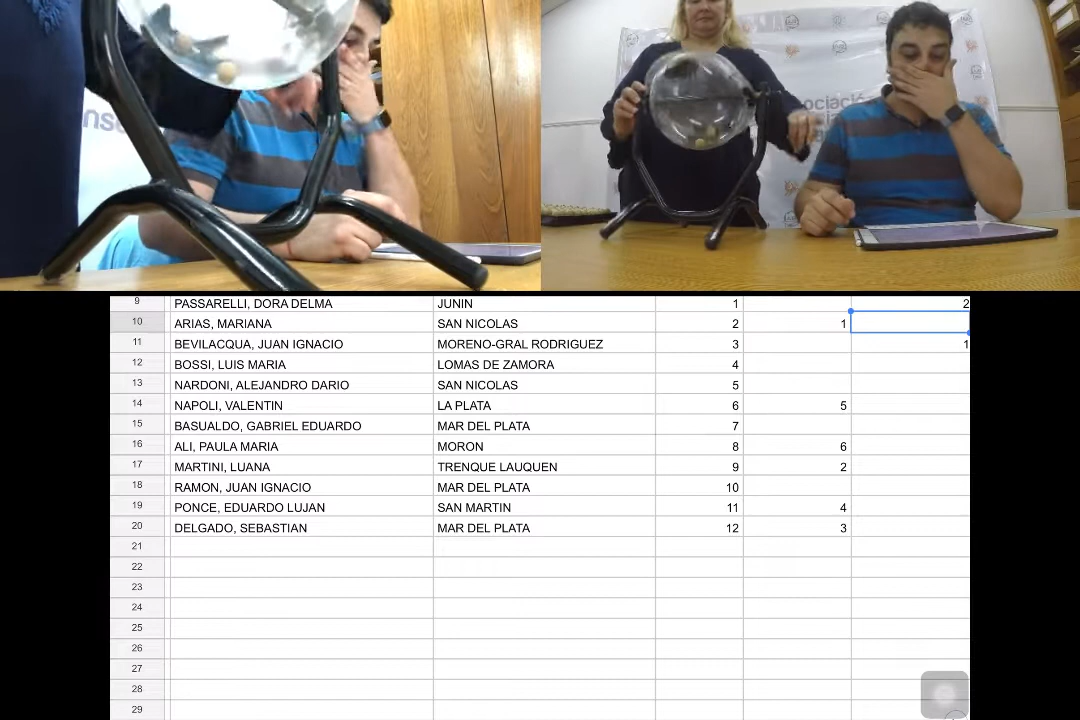 ociació
9 PASSARELLI, DORA DELMA JUNIN 1 2
10 ARIAS, MARIANA SAN NICOLAS 2 1
11 BEVILACQUA, JUAN IGNACIO MORENO-GRAL RODRIGUEZ 3 1
12 BOSSI, LUIS MARIA LOMAS DE ZAMORA 4
13 NARDONI, ALEJANDRO DARIO SAN NICOLAS 5
14 NAPOLI, VALENTIN LA PLATA 6 5
15 BASUALDO, GABRIEL EDUARDO MAR DEL PLATA 7
16 ALI, PAULA MARIA MORON 8 6
17 MARTINI, LUANA TRENQUE LAUQUEN 9 2
18 RAMON, JUAN IGNACIO MAR DEL PLATA 10
19 PONCE, EDUARDO LUJAN SAN MARTIN 11 4
20 DELGADO, SEBASTIAN MAR DEL PLATA 12 3
21
22
23
24
25
26
27
28
29